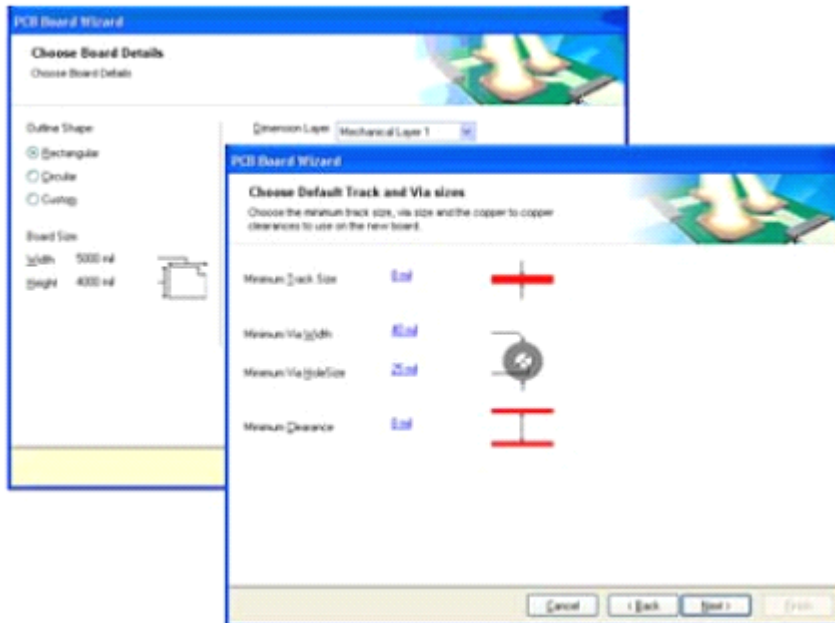 PCB Board Wizard
Choose Board Details
Choose Board Details
Outline Shape
Rectangular
Circular
Custom
Board Size
Width 5000 mil
Height 4000 mil
Dimension Layer Mechanical Layer 1
PCB Board Wizard
Choose Default Track and Via sizes
Choose the minimum track size, via size and the copper to copper
clearances to use on the new board.
Minimum Track Size 8 mil
Minimum Via Width 40 mil
Minimum Via HoleSize 25 mil
Minimum Clearance 8 mil
Cancel
< Back
Next >
Finish